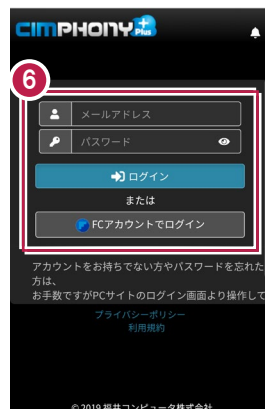 CIMPHONY Plus
6
メールアドレス
パスワード
ログイン
または
FCアカウントでログイン
アカウントをお持ちでない方やパスワードを忘れた
方は、
お手数ですがPCサイトのログイン画面より操作して
プライバシーポリシー
利用規約
© 2019 福井コンピュータ株式会社